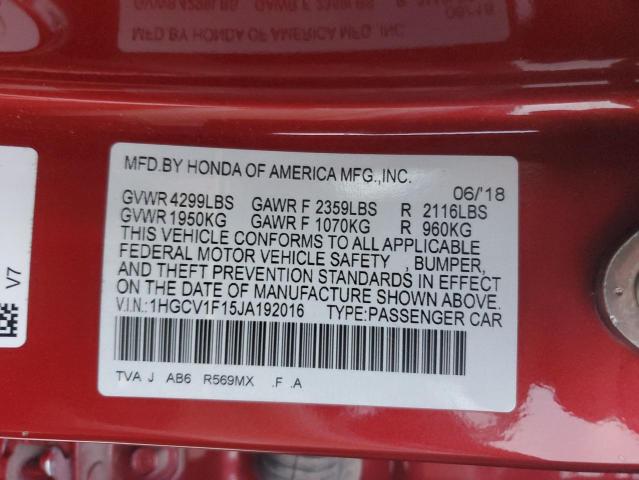 MFD.BY HONDA OF AMERICA MFG.,INC.
06/'18
GVWR 4299LBS GAWR F 2359LBS R 2116LBS
GVWR 1950KG GAWR F 1070KG R 960KG
THIS VEHICLE CONFORMS TO ALL APPLICABLE
FEDERAL MOTOR VEHICLE SAFETY , BUMPER,
AND THEFT PREVENTION STANDARDS IN EFFECT
ON THE DATE OF MANUFACTURE SHOWN ABOVE.
V.I.N.:1HGCV1F15JA192016 TYPE:PASSENGER CAR
TVA J AB6 R569MX .F .A
V7